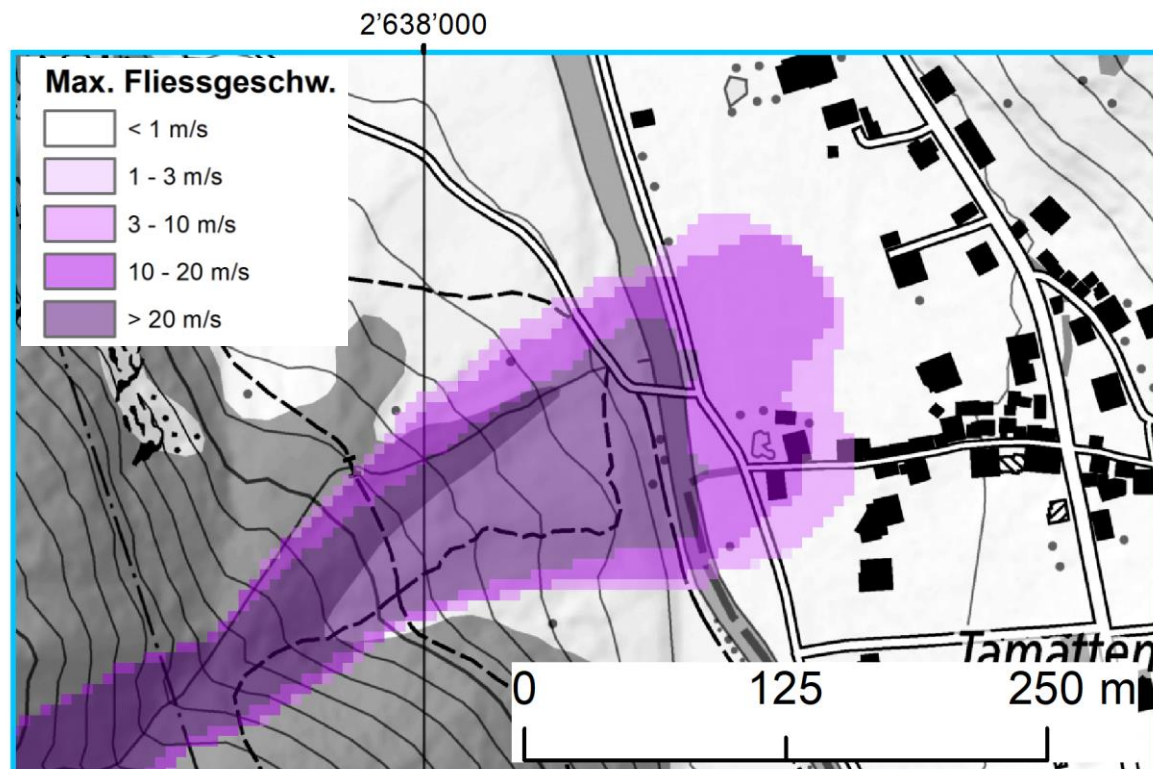 2’638’000
Max. Fliessgeschw.
< 1 m/s
1 - 3 m/s
3 - 10 m/s
10 - 20 m/s
> 20 m/s
Tamatten
0 125 250 m